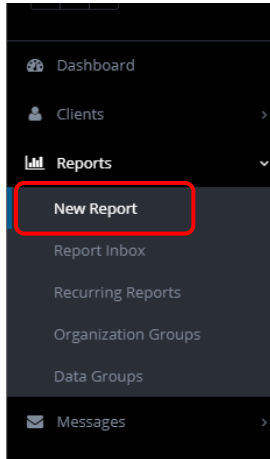 Dashboard
Clients
Reports
New Report
Report Inbox
Recurring Reports
Organization Groups
Data Groups
Messages